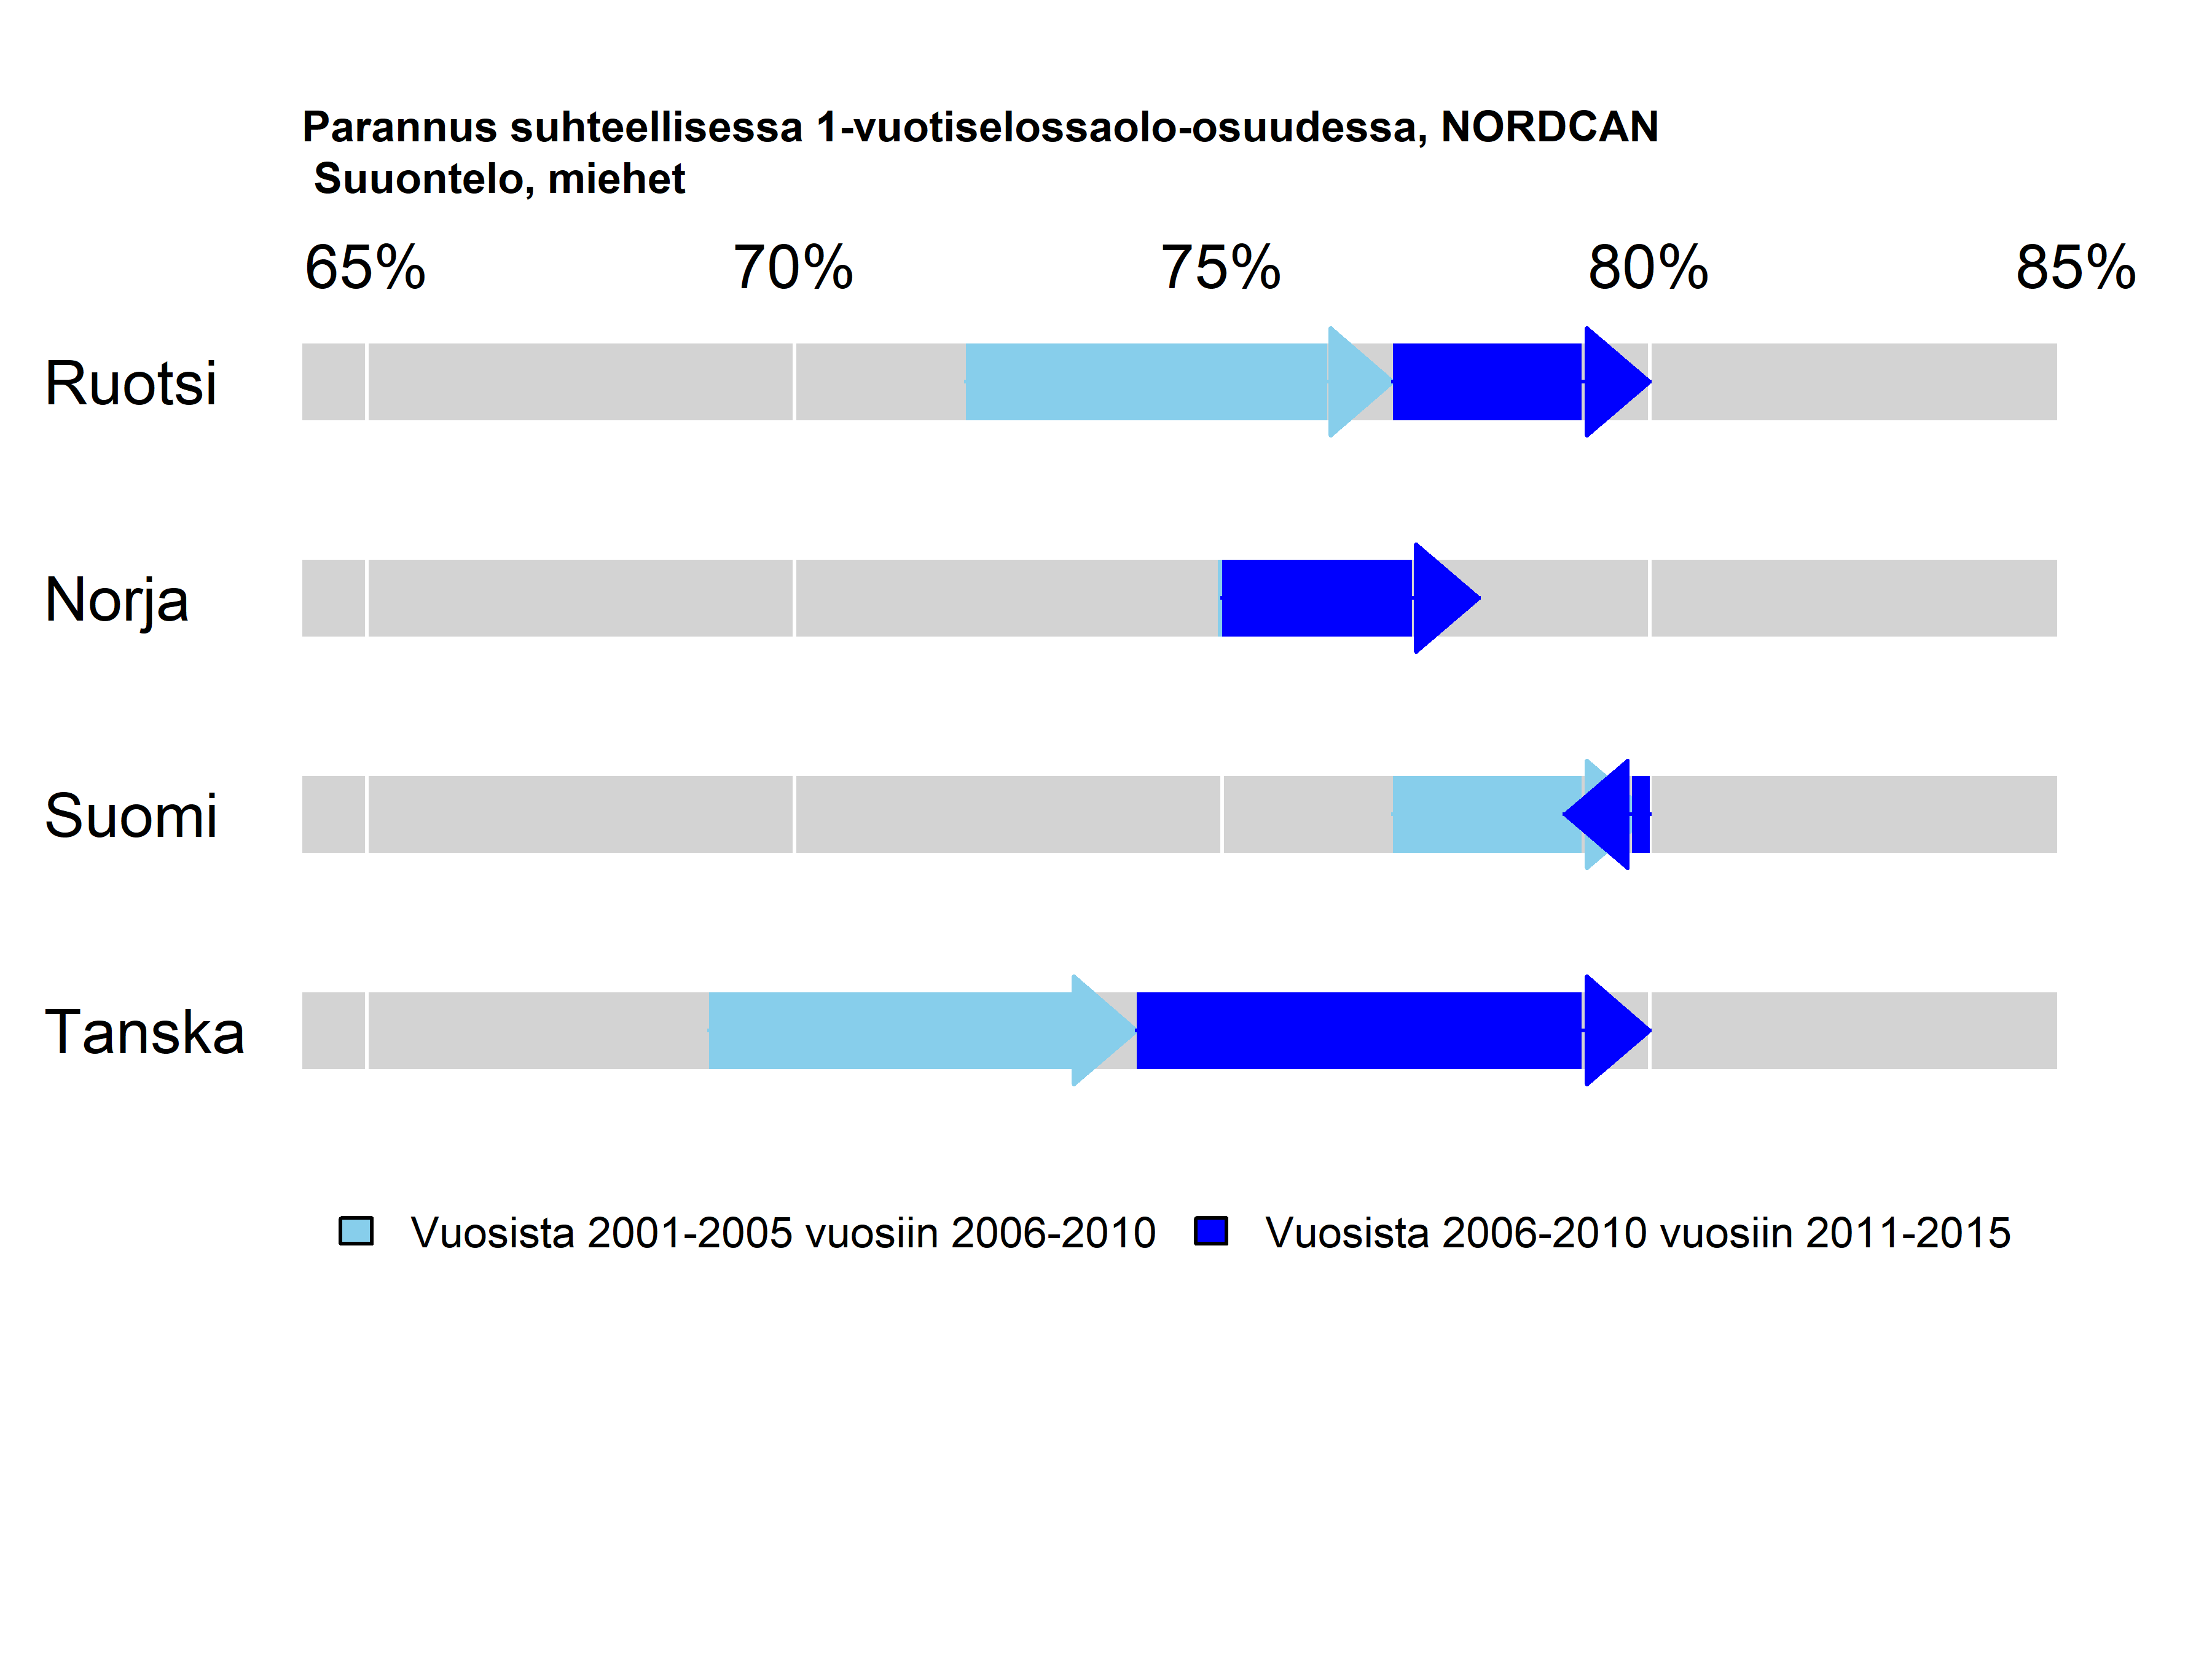 Parannus suhteellisessa 1-vuotiselossaolo-osuudessa, NORDCAN
Suuontelo, miehet
65% 70% 75% 80% 85%
Ruotsi
Norja
Suomi
Tanska
Vuosista 2001-2005 vuosiin 2006-2010 Vuosista 2006-2010 vuosiin 2011-2015